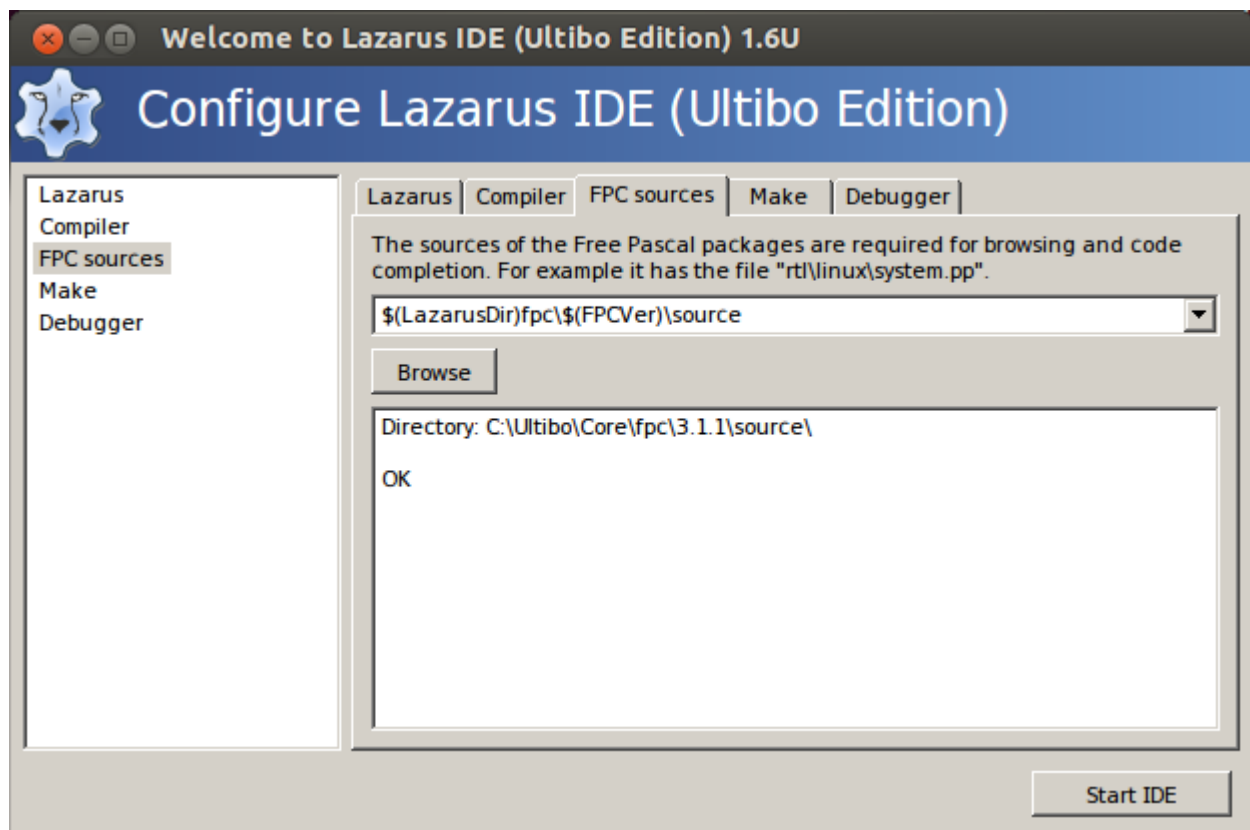 Welcome to Lazarus IDE (Ultibo Edition) 1.6U
Configure Lazarus IDE (Ultibo Edition)
Lazarus
Compiler
FPC sources
Make
Debugger
Lazarus Compiler FPC sources Make Debugger
The sources of the Free Pascal packages are required for browsing and code
completion. For example it has the file "rtl\linux\system.pp".
$(LazarusDir)fpc\$(FPCVer)\source
Browse
Directory: C:\Ultibo\Core\fpc\3.1.1\source\
OK
Start IDE